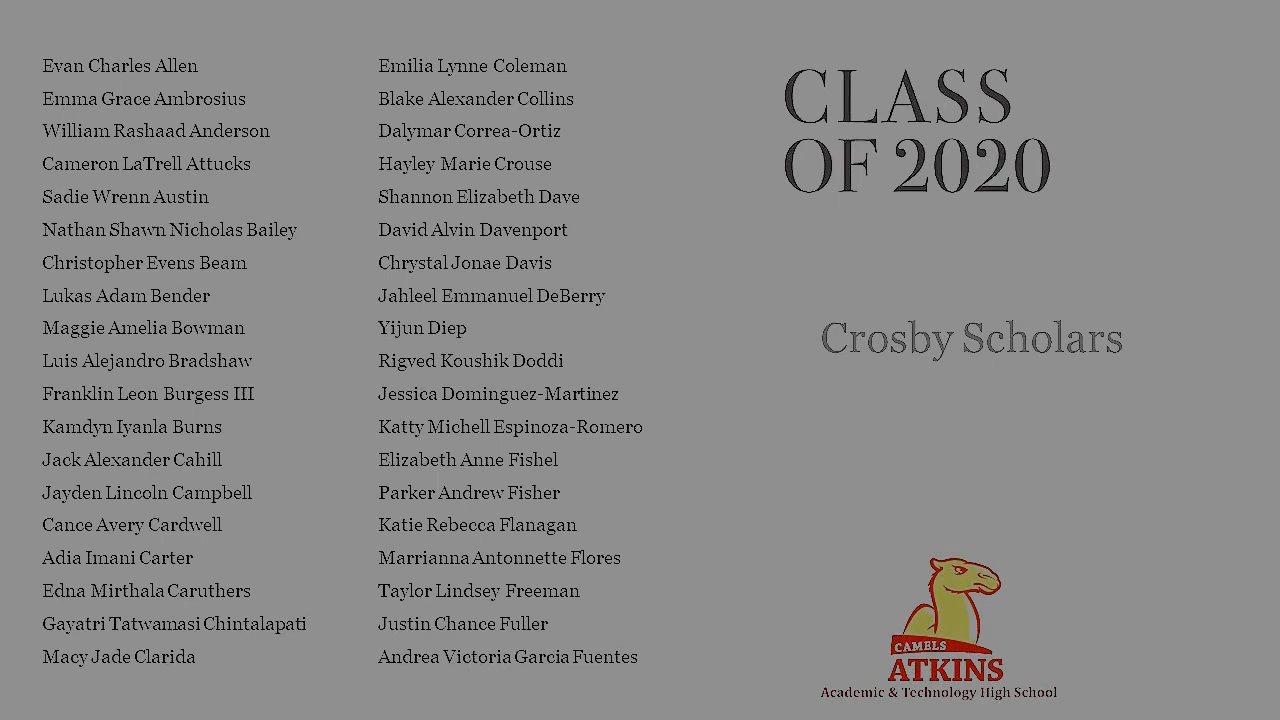 Evan Charles Allen
Emma Grace Ambrosius
William Rashaad Anderson
Cameron LaTrell Attucks
Sadie Wrenn Austin
Nathan Shawn Nicholas Bailey
Christopher Evens Beam
Lukas Adam Bender
Maggie Amelia Bowman
Luis Alejandro Bradshaw
Franklin Leon Burgess III
Kamdyn Iyanla Burns
Jack Alexander Cahill
Jayden Lincoln Campbell
Cance Avery Cardwell
Adia Imani Carter
Edna Mirthala Caruthers
Gayatri Tatwamasi Chintalapati
Macy Jade Clarida
Emilia Lynne Coleman
Blake Alexander Collins
Dalymar Correa-Ortiz
Hayley Marie Crouse
Shannon Elizabeth Dave
David Alvin Davenport
Chrystal Jonae Davis
Jahleel Emmanuel DeBerry
Yijun Diep
Rigved Koushik Doddi
Jessica Dominguez-Martinez
Katty Michell Espinoza-Romero
Elizabeth Anne Fishel
Parker Andrew Fisher
Katie Rebecca Flanagan
Marrianna Antonnette Flores
Taylor Lindsey Freeman
Justin Chance Fuller
Andrea Victoria Garcia Fuentes
CLASS
OF 2020
Crosby Scholars
CAMELS
ATKINS
Academic & Technology High School